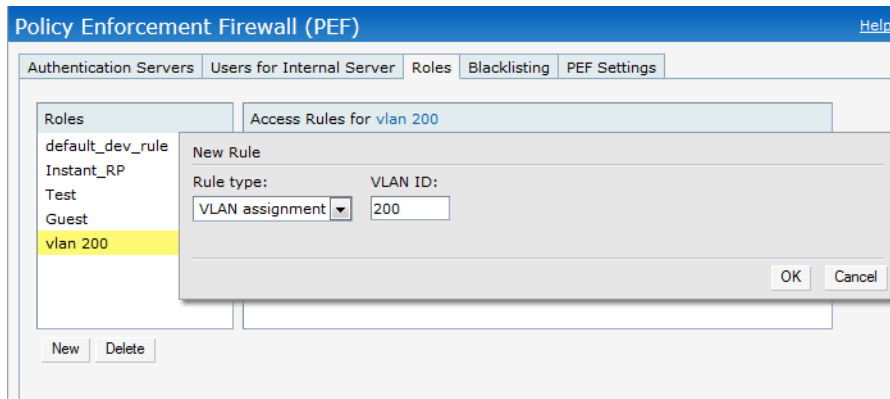 Policy Enforcement Firewall (PEF) Help
Authentication Servers Users for Internal Server Roles Blacklisting PEF Settings
Roles Access Rules for vlan 200
default_dev_rule
Instant_RP
Test
Guest
vlan 200
New Rule
Rule type: VLAN ID:
VLAN assignment 200
OK Cancel
New Delete